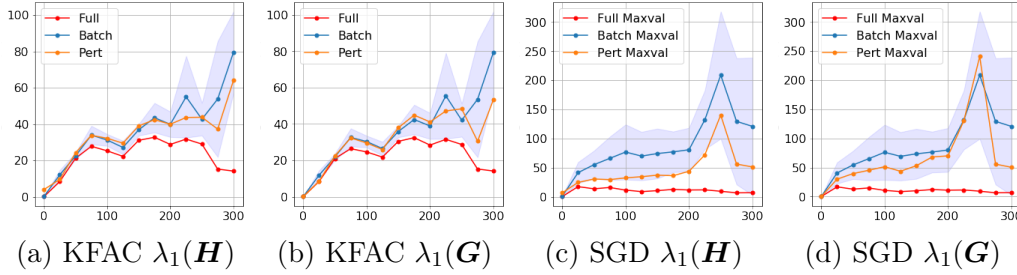 100
80
60
40
20
0
0
100
200
300
Full
Batch
Pert
(a) KFAC λ₁(H)
100
80
60
40
20
0
0
100
200
300
Full
Batch
Pert
(b) KFAC λ₁(G)
300
250
200
150
100
50
0
0
100
200
300
Full Maxval
Batch Maxval
Pert Maxval
(c) SGD λ₁(H)
300
250
200
150
100
50
0
0
100
200
300
Full Maxval
Batch Maxval
Pert Maxval
(d) SGD λ₁(G)